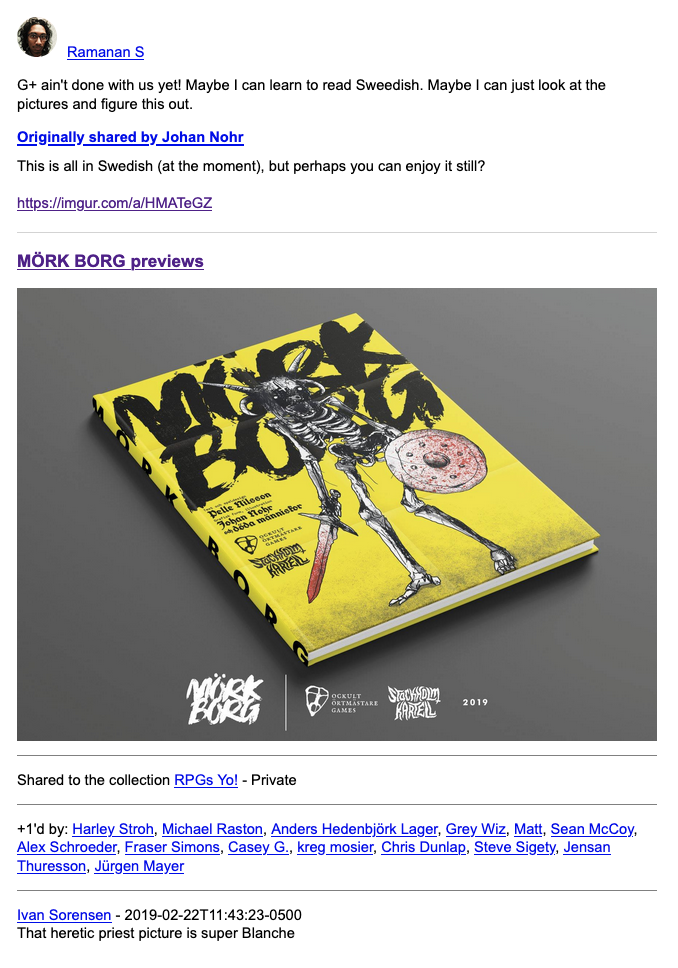 Ramanan S
G+ ain't done with us yet! Maybe I can learn to read Sweedish. Maybe I can just look at the
pictures and figure this out.
Originally shared by Johan Nohr
This is all in Swedish (at the moment), but perhaps you can enjoy it still?
https://imgur.com/a/HMATeGZ
MÖRK BORG previews
MÖRK
BORG
MÖRK BORG
Pelle Nilsson
Johan Nohr
och döda människor
OCKULT
ÖRTMÄSTARE
GAMES
STOCKHOLM
KARTELL
MÖRK
BORG
OCKULT
ÖRTMÄSTARE
GAMES
STOCKHOLM
KARTELL
2019
Shared to the collection RPGs Yo! - Private
+1'd by: Harley Stroh, Michael Raston, Anders Hedenbjörk Lager, Grey Wiz, Matt, Sean McCoy,
Alex Schroeder, Fraser Simons, Casey G., kreg mosier, Chris Dunlap, Steve Sigety, Jensan
Thuresson, Jürgen Mayer
Ivan Sorensen - 2019-02-22T11:43:23-0500
That heretic priest picture is super Blanche